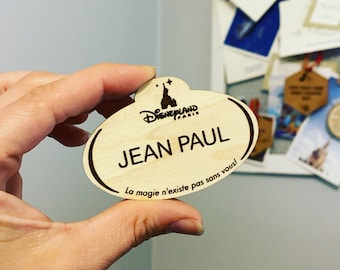 Disneyland
PARIS
JEAN PAUL
La magie n'existe pas sans vous!